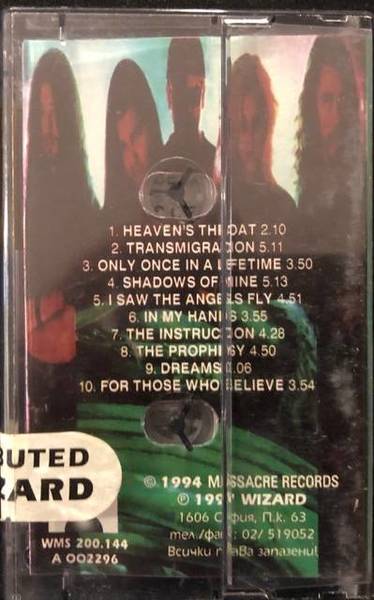 1. HEAVEN'S THROAT 2.10
2. TRANSMIGRATION 5.11
3. ONLY ONCE IN A LIFETIME 3.50
4. SHADOWS OF MINE 5.13
5. I SAW THE ANGELS FLY 4.51
6. IN MY HANDS 3.55
7. THE INSTRUCTION 4.28
8. THE PROPHESY 4.50
9. DREAMS .06
10. FOR THOSE WHO BELIEVE 3.54
BUTED
ZARD
© 1994 MASSACRE RECORDS
℗ 199 WIZARD
1606 София, П.к. 63
тел./факс: 02/ 519052
Всички права запазени!
WMS 200.144
A 002296